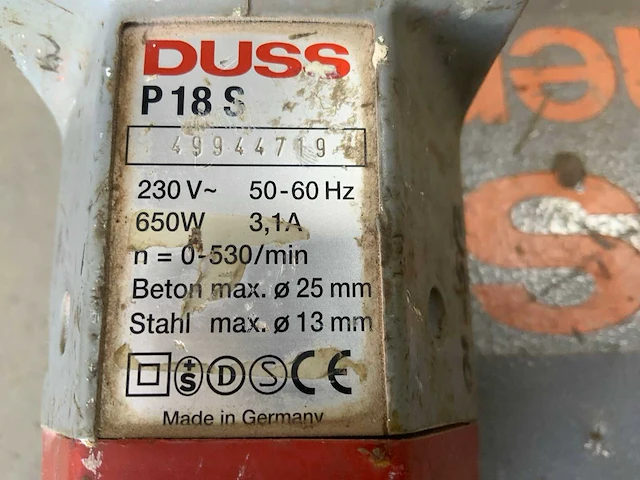 DUSS
P 18 S
49944719
230 V~ 50-60 Hz
650W 3,1A
n = 0-530/min
Beton max. ø 25 mm
Stahl max. ø 13 mm
S D S CE
Made in Germany